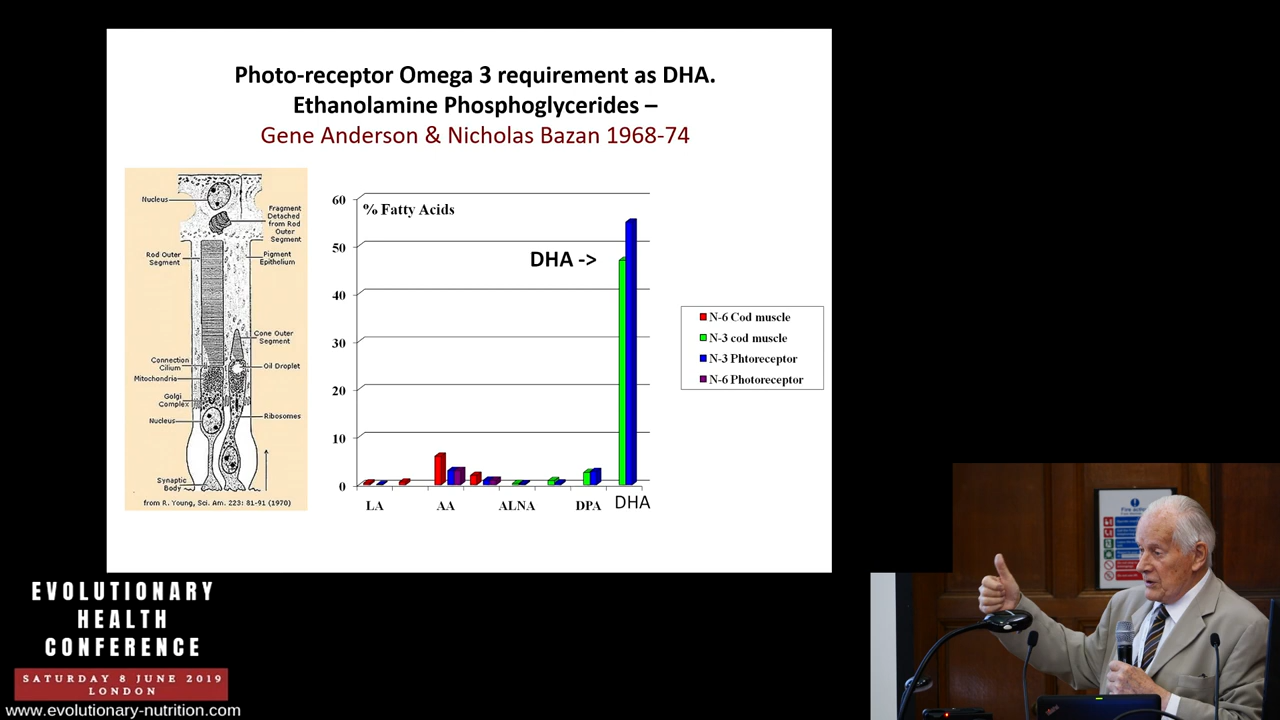 Photo-receptor Omega 3 requirement as DHA.
Ethanolamine Phosphoglycerides –
Gene Anderson & Nicholas Bazan 1968-74
Nucleus
Fragment
Detached
from Rod
Outer
Segment
Rod Outer
Segment
Pigment
Epithelium
Cone Outer
Segment
Connection
Cilium
Oil Droplet
Mitochondria
Golgi
Complex
Ribosomes
Nucleus
Synaptic
Body
from R. Young, Sci. Am. 223: 81-91 (1970)
% Fatty Acids
60
50
40
30
20
10
0
DHA ->
LA
AA
ALNA
DPA
DHA
N-6 Cod muscle
N-3 cod muscle
N-3 Phtoreceptor
N-6 Photoreceptor
EVOLUTIONARY
HEALTH
CONFERENCE
SATURDAY 8 JUNE 2019
LONDON
www.evolutionary-nutrition.com